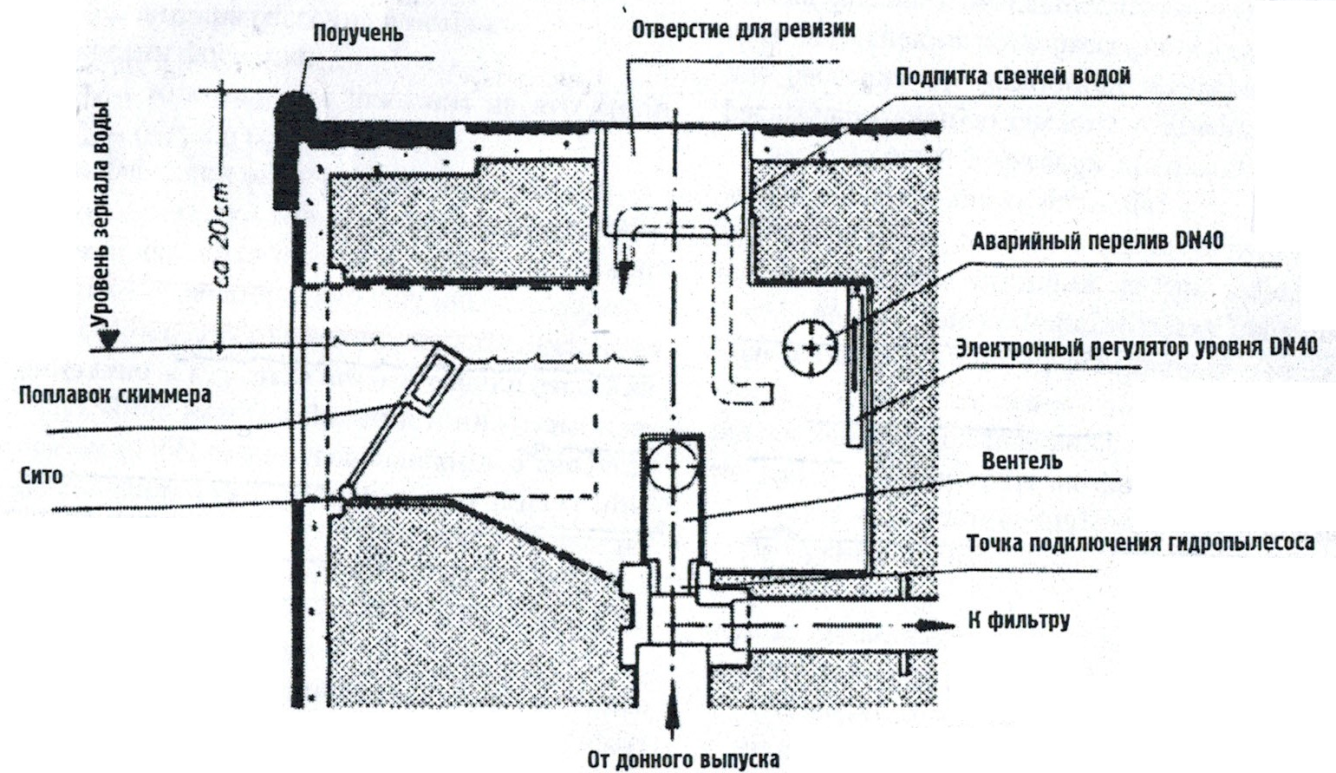 Поручень
Отверстие для ревизии
Подпитка свежей водой
Уровень зеркала воды
ca 20cm
Аварийный перелив DN40
Электронный регулятор уровня DN40
Поплавок скиммера
Сито
Вентель
Точка подключения гидропылесоса
К фильтру
От донного выпуска